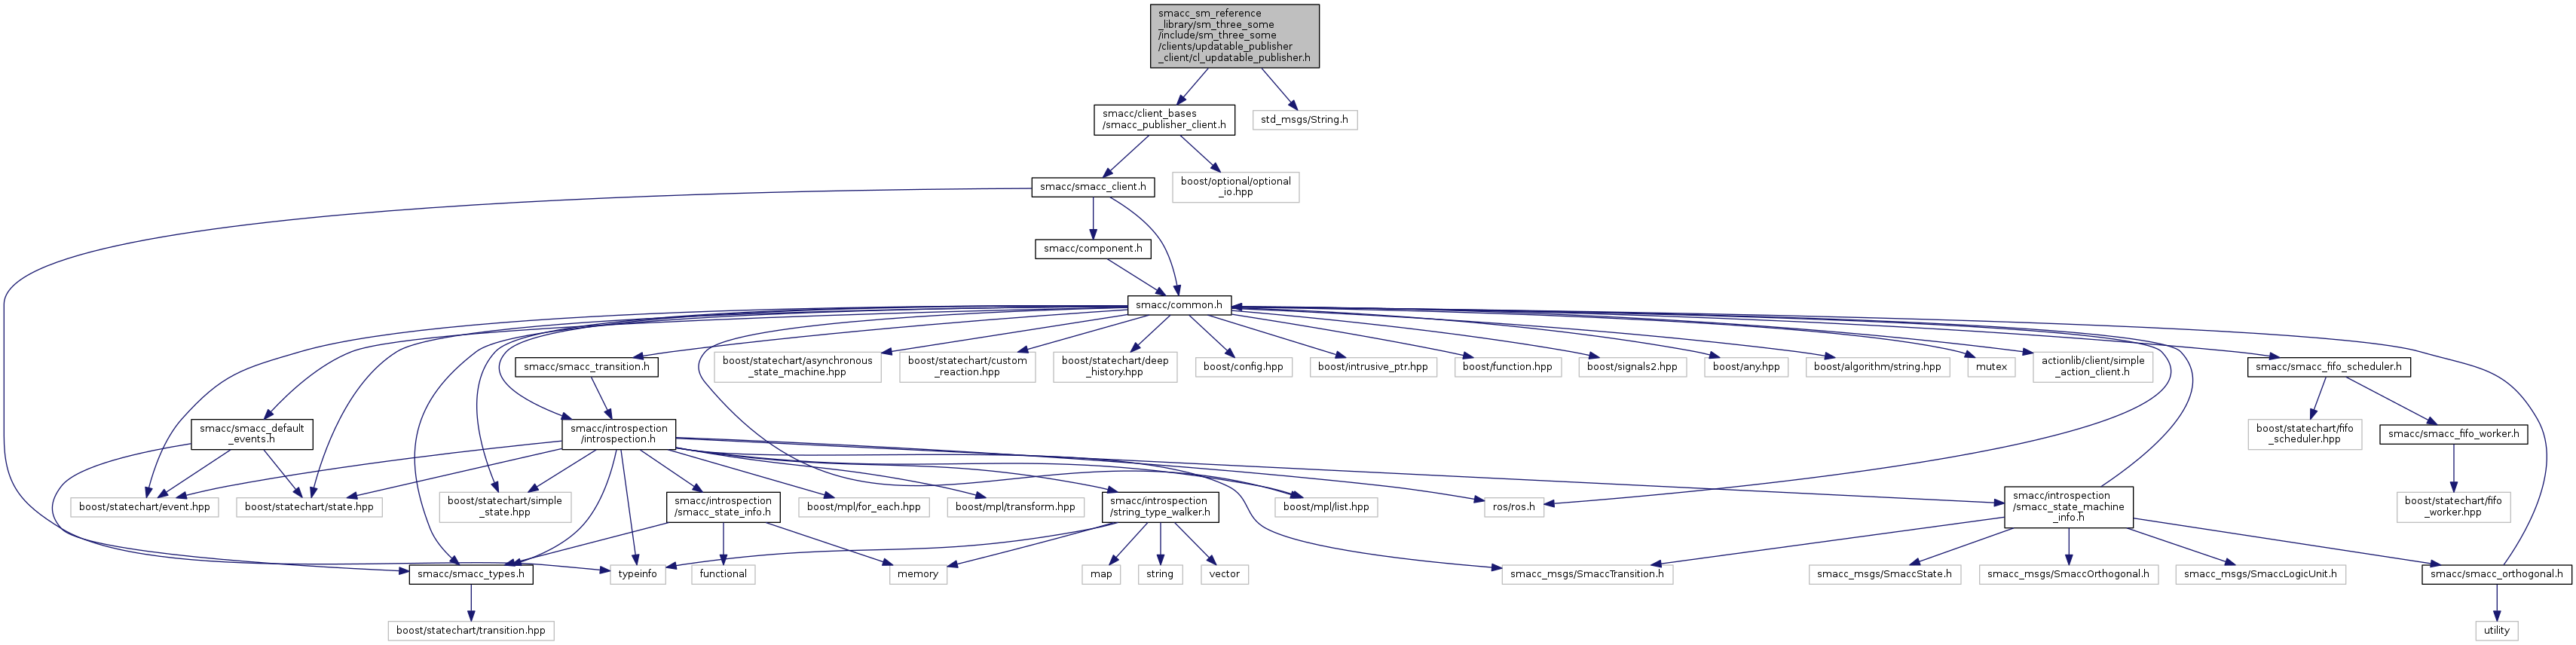 smacc_sm_reference
_library/sm_three_some
/include/sm_three_some
/clients/updatable_publisher
_client/cl_updatable_publisher.h
smacc/client_bases
/smacc_publisher_client.h
std_msgs/String.h
smacc/smacc_client.h
boost/optional/optional
_io.hpp
smacc/component.h
smacc/common.h
smacc/smacc_transition.h
boost/statechart/asynchronous
_state_machine.hpp
boost/statechart/custom
_reaction.hpp
boost/statechart/deep
_history.hpp
boost/config.hpp
boost/intrusive_ptr.hpp
boost/function.hpp
boost/signals2.hpp
boost/any.hpp
boost/algorithm/string.hpp
mutex
actionlib/client/simple
_action_client.h
smacc/smacc_fifo_scheduler.h
smacc/smacc_default
_events.h
smacc/introspection
/introspection.h
boost/statechart/fifo
_scheduler.hpp
smacc/smacc_fifo_worker.h
boost/statechart/event.hpp
boost/statechart/state.hpp
boost/statechart/simple
_state.hpp
smacc/introspection
/smacc_state_info.h
boost/mpl/for_each.hpp
boost/mpl/transform.hpp
smacc/introspection
/string_type_walker.h
boost/mpl/list.hpp
ros/ros.h
smacc/introspection
/smacc_state_machine
_info.h
boost/statechart/fifo
_worker.hpp
smacc/smacc_types.h
typeinfo
functional
memory
map
string
vector
smacc_msgs/SmaccTransition.h
smacc_msgs/SmaccState.h
smacc_msgs/SmaccOrthogonal.h
smacc_msgs/SmaccLogicUnit.h
smacc/smacc_orthogonal.h
boost/statechart/transition.hpp
utility